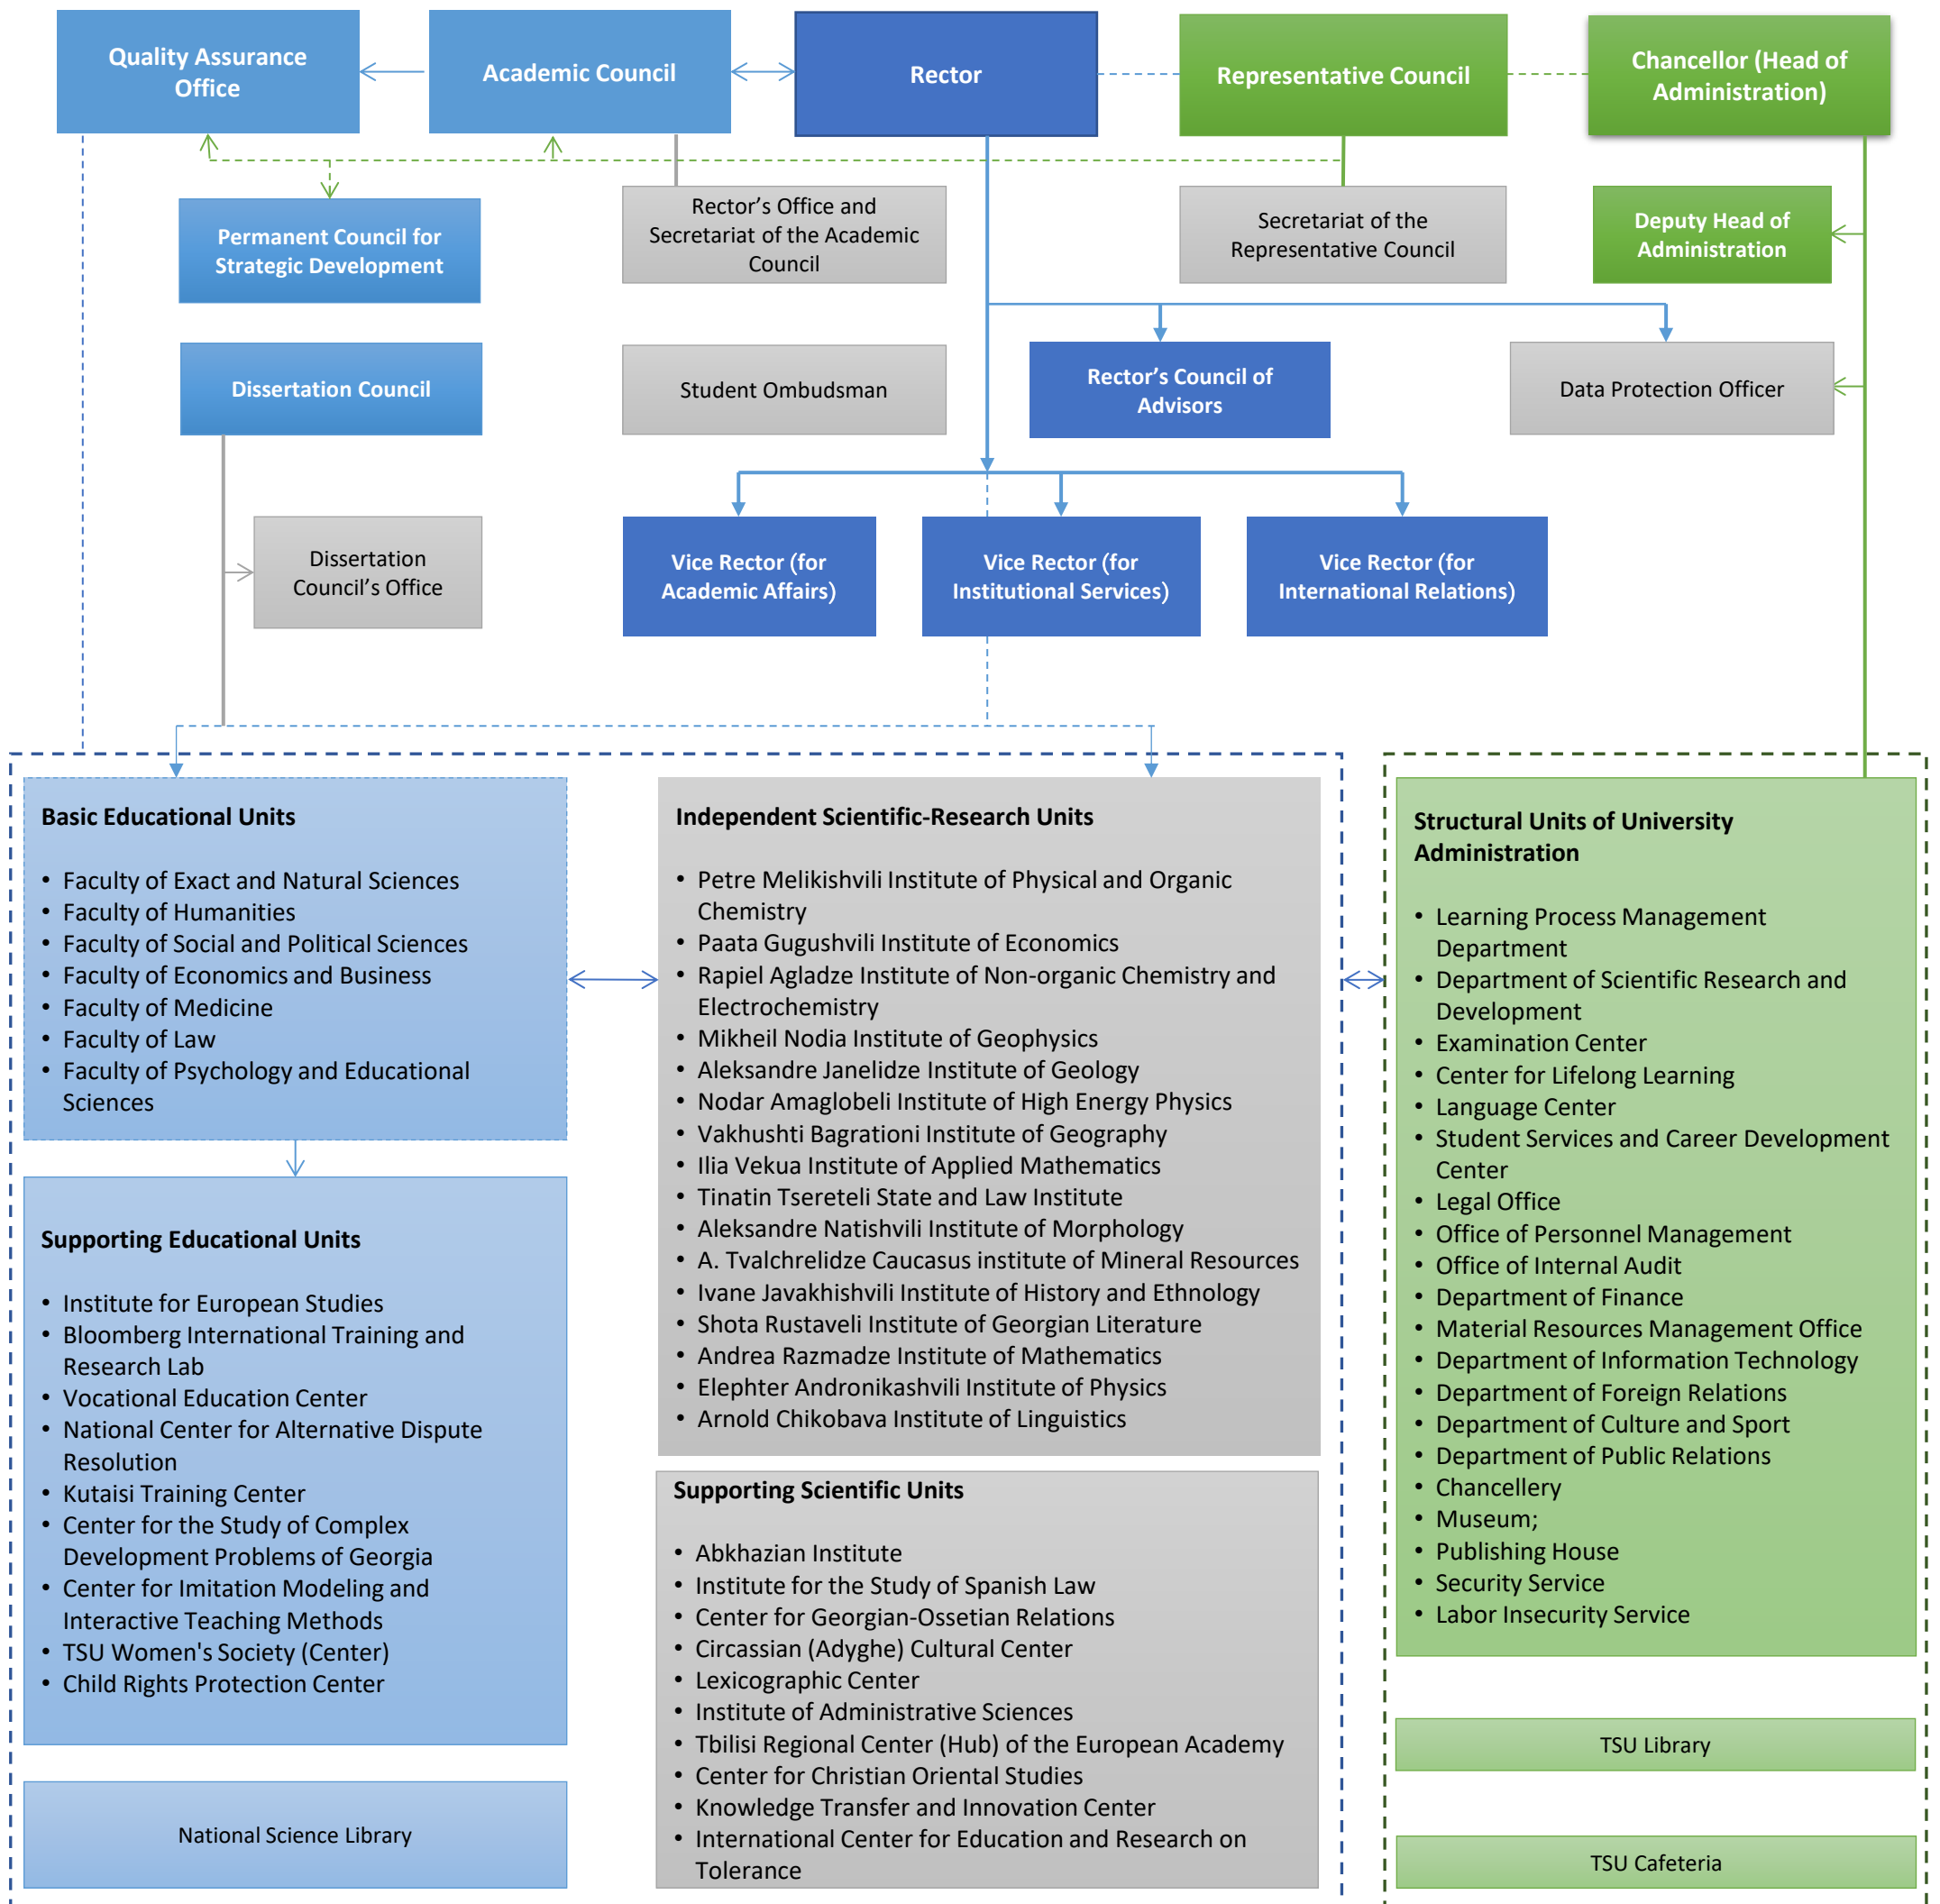 Quality Assurance
Office
Academic Council
Rector
Representative Council
Chancellor (Head of
Administration)
Permanent Council for
Strategic Development
Rector's Office and
Secretariat of the Academic
Council
Secretariat of the
Representative Council
Deputy Head of
Administration
Dissertation Council
Student Ombudsman
Rector's Council of
Advisors
Data Protection Officer
Dissertation
Council's Office
Vice Rector (for
Academic Affairs)
Vice Rector (for
Institutional Services)
Vice Rector (for
International Relations)
Basic Educational Units
• Faculty of Exact and Natural Sciences
• Faculty of Humanities
• Faculty of Social and Political Sciences
• Faculty of Economics and Business
• Faculty of Medicine
• Faculty of Law
• Faculty of Psychology and Educational
Sciences
Supporting Educational Units
• Institute for European Studies
• Bloomberg International Training and
Research Lab
• Vocational Education Center
• National Center for Alternative Dispute
Resolution
• Kutaisi Training Center
• Center for the Study of Complex
Development Problems of Georgia
• Center for Imitation Modeling and
Interactive Teaching Methods
• TSU Women's Society (Center)
• Child Rights Protection Center
National Science Library
Independent Scientific-Research Units
• Petre Melikishvili Institute of Physical and Organic
Chemistry
• Paata Gugushvili Institute of Economics
• Rapiel Agladze Institute of Non-organic Chemistry and
Electrochemistry
• Mikheil Nodia Institute of Geophysics
• Aleksandre Janelidze Institute of Geology
• Nodar Amaglobeli Institute of High Energy Physics
• Vakhushti Bagrationi Institute of Geography
• Ilia Vekua Institute of Applied Mathematics
• Tinatin Tsereteli State and Law Institute
• Aleksandre Natishvili Institute of Morphology
• A. Tvalchrelidze Caucasus institute of Mineral Resources
• Ivane Javakhishvili Institute of History and Ethnology
• Shota Rustaveli Institute of Georgian Literature
• Andrea Razmadze Institute of Mathematics
• Elephter Andronikashvili Institute of Physics
• Arnold Chikobava Institute of Linguistics
Supporting Scientific Units
• Abkhazian Institute
• Institute for the Study of Spanish Law
• Center for Georgian-Ossetian Relations
• Circassian (Adyghe) Cultural Center
• Lexicographic Center
• Institute of Administrative Sciences
• Tbilisi Regional Center (Hub) of the European Academy
• Center for Christian Oriental Studies
• Knowledge Transfer and Innovation Center
• International Center for Education and Research on
Tolerance
Structural Units of University
Administration
• Learning Process Management
Department
• Department of Scientific Research and
Development
• Examination Center
• Center for Lifelong Learning
• Language Center
• Student Services and Career Development
Center
• Legal Office
• Office of Personnel Management
• Office of Internal Audit
• Department of Finance
• Material Resources Management Office
• Department of Information Technology
• Department of Foreign Relations
• Department of Culture and Sport
• Department of Public Relations
• Chancellery
• Museum;
• Publishing House
• Security Service
• Labor Insecurity Service
TSU Library
TSU Cafeteria